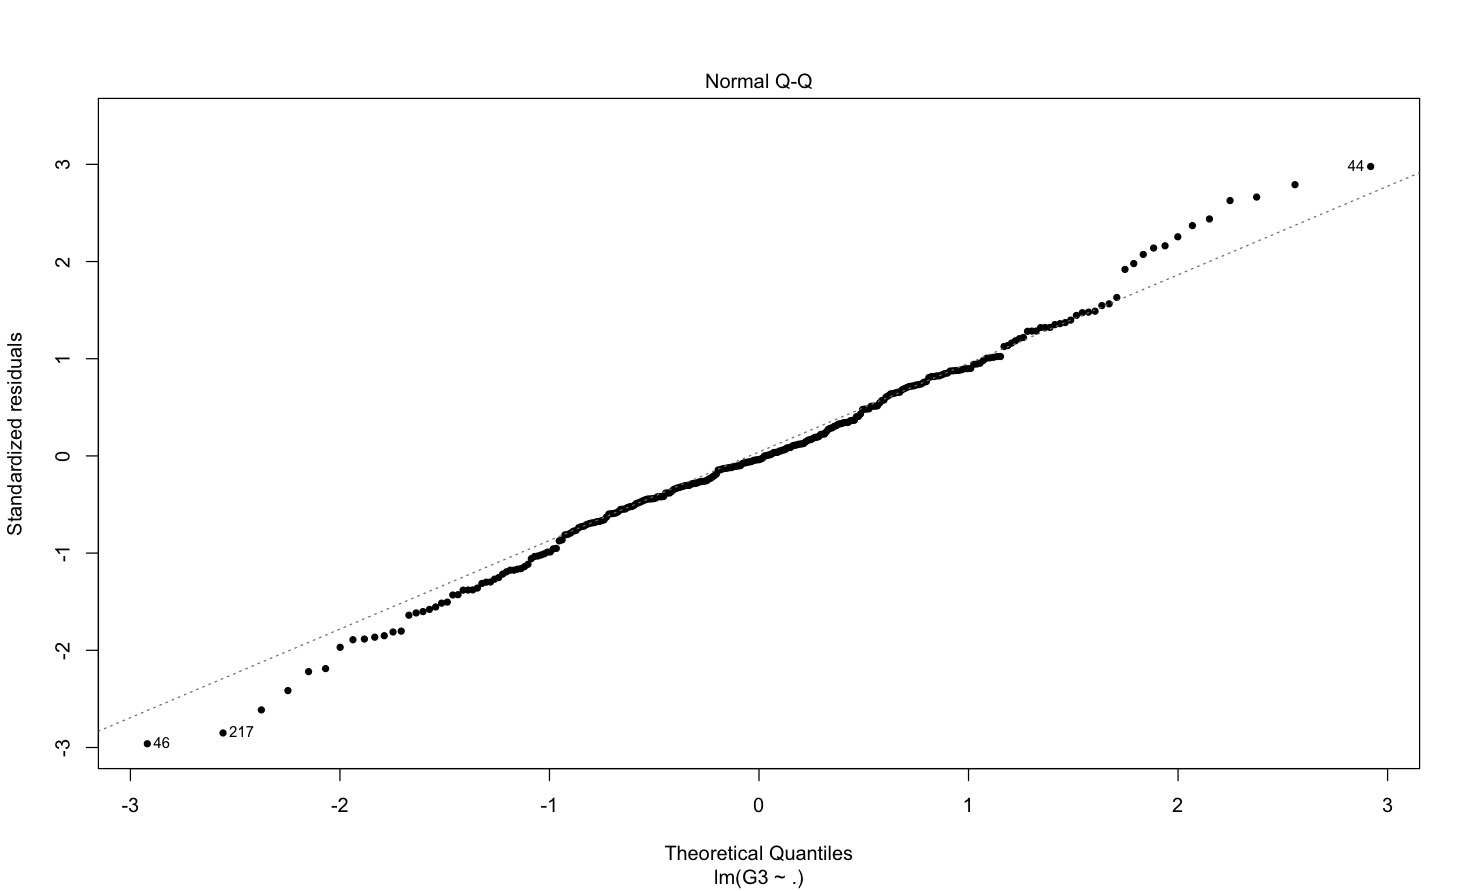 Normal Q-Q
Standardized residuals
3
2
1
0
-1
-2
-3
44
217
46
-3 -2 -1 0 1 2 3
Theoretical Quantiles
lm(G3 ~ .)